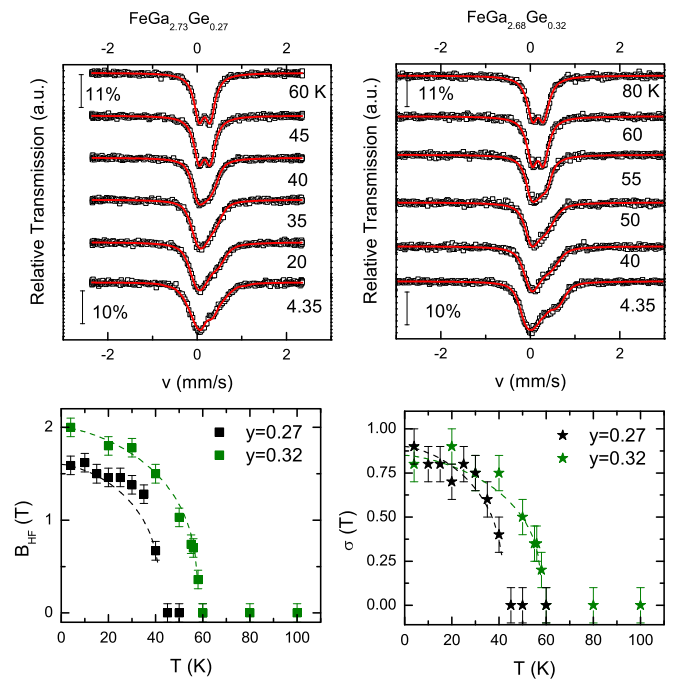 FeGa2.73Ge0.27
-2 0 2
Relative Transmission (a.u.)
11%
60 K
45
40
35
20
10%
4.35
-2 0 2
v (mm/s)
FeGa2.68Ge0.32
-2 0 2
Relative Transmission (a.u.)
11%
80 K
60
55
50
40
10%
4.35
-2 0 2
v (mm/s)
BHF (T)
2
1
0
y=0.27
y=0.32
0 20 40 60 80 100
T (K)
σ (T)
1.00
0.75
0.50
0.25
0.00
y=0.27
y=0.32
0 20 40 60 80 100
T (K)